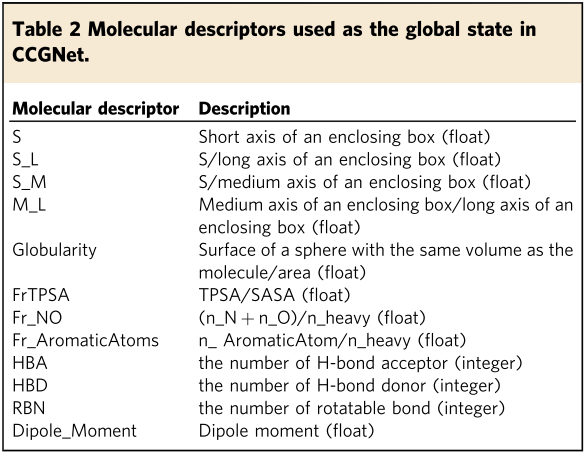 Table 2 Molecular descriptors used as the global state in
CCGNet.
Molecular descriptor Description
S Short axis of an enclosing box (float)
S_L S/long axis of an enclosing box (float)
S_M S/medium axis of an enclosing box (float)
M_L Medium axis of an enclosing box/long axis of an
enclosing box (float)
Globularity Surface of a sphere with the same volume as the
molecule/area (float)
FrTPSA TPSA/SASA (float)
Fr_NO (n_N + n_O)/n_heavy (float)
Fr_AromaticAtoms n_ AromaticAtom/n_heavy (float)
HBA the number of H-bond acceptor (integer)
HBD the number of H-bond donor (integer)
RBN the number of rotatable bond (integer)
Dipole_Moment Dipole moment (float)